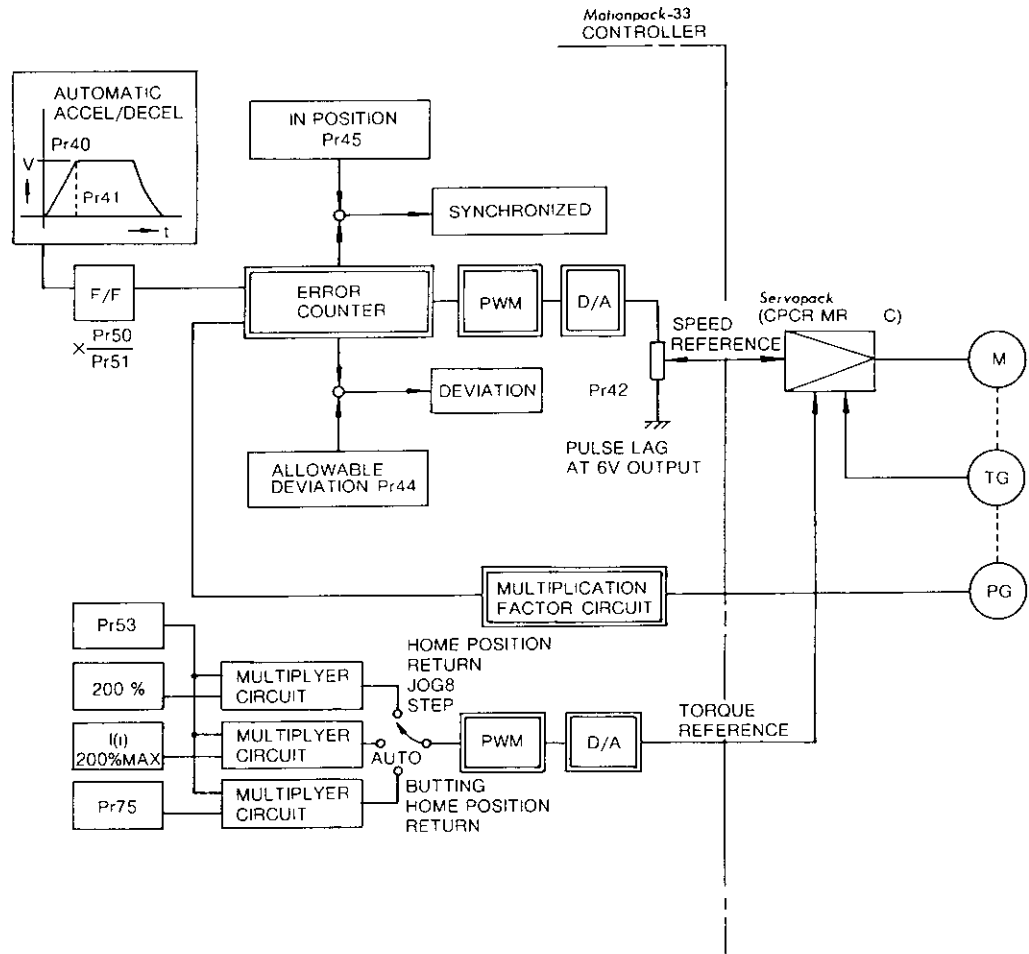 Motionpack-33
CONTROLLER
AUTOMATIC
ACCEL/DECEL
Pr40
V
Pr41
t
IN POSITION
Pr45
SYNCHRONIZED
F/F
× Pr50
Pr51
ERROR
COUNTER
PWM
D/A
SPEED
REFERENCE
Servopack
(CPCR MR C)
M
DEVIATION
Pr42
PULSE LAG
AT 6V OUTPUT
ALLOWABLE
DEVIATION Pr44
TG
MULTIPLICATION
FACTOR CIRCUIT
PG
Pr53
200 %
I(ı)
200%MAX
Pr75
MULTIPLYER
CIRCUIT
MULTIPLYER
CIRCUIT
MULTIPLYER
CIRCUIT
HOME POSITION
RETURN
JOG8
STEP
AUTO
BUTTING
HOME POSITION
RETURN
PWM
D/A
TORQUE
REFERENCE